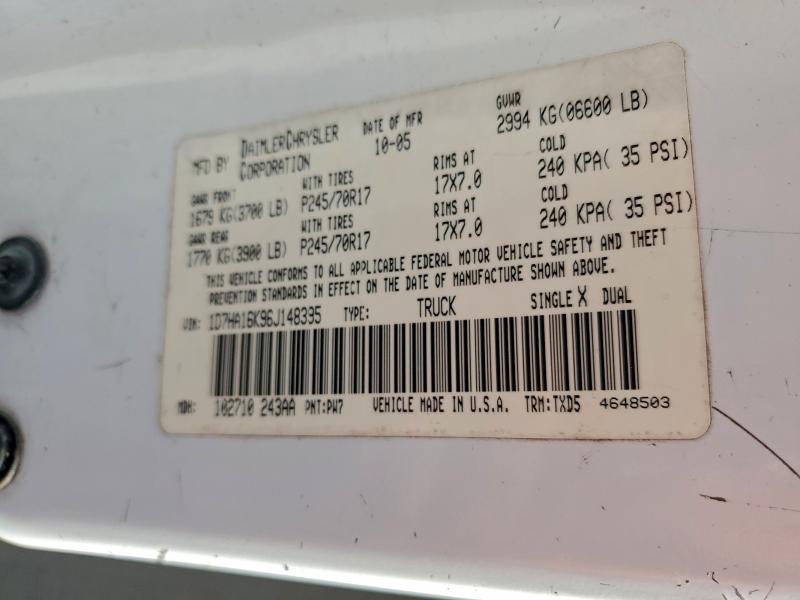 MFD BY DAIMLERCHRYSLER CORPORATION DATE OF MFR 10-05 GVWR 2994 KG(06600 LB)
GAWR FRONT WITH TIRES RIMS AT COLD
1679 KG(3700 LB) P245/70R17 17X7.0 240 KPA( 35 PSI)
GAWR REAR WITH TIRES RIMS AT COLD
1770 KG(3900 LB) P245/70R17 17X7.0 240 KPA( 35 PSI)
THIS VEHICLE CONFORMS TO ALL APPLICABLE FEDERAL MOTOR VEHICLE SAFETY AND THEFT
PREVENTION STANDARDS IN EFFECT ON THE DATE OF MANUFACTURE SHOWN ABOVE.
VIN: 1D7HA16K96J148395 TYPE: TRUCK SINGLE X DUAL
MDH: 102710 243AA PNT:PW7 VEHICLE MADE IN U.S.A. TRM:TXD5 4648503